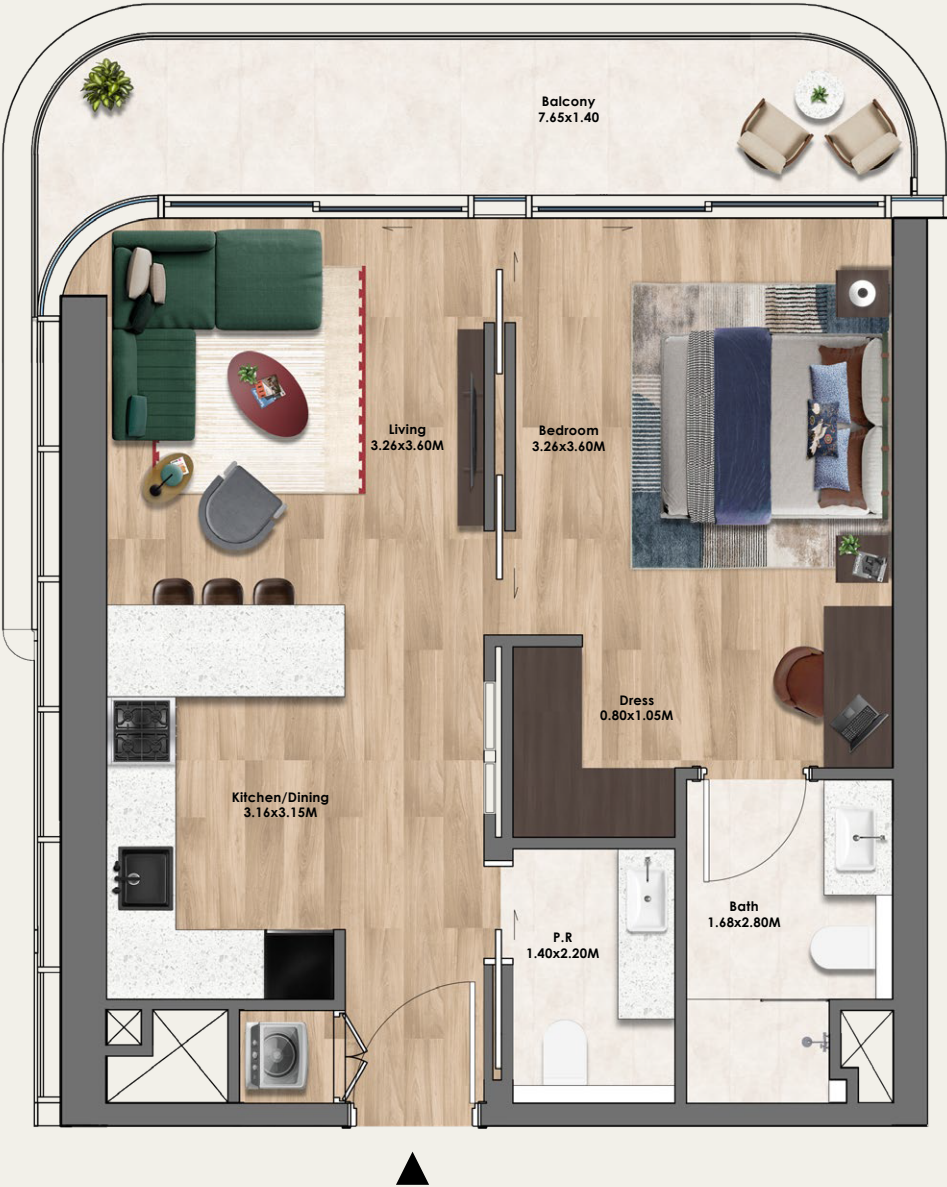 Balcony
7.65x1.40
Living
3.26x3.60M
Bedroom
3.26x3.60M
Dress
0.80x1.05M
Kitchen/Dining
3.16x3.15M
Bath
1.68x2.80M
P.R
1.40x2.20M